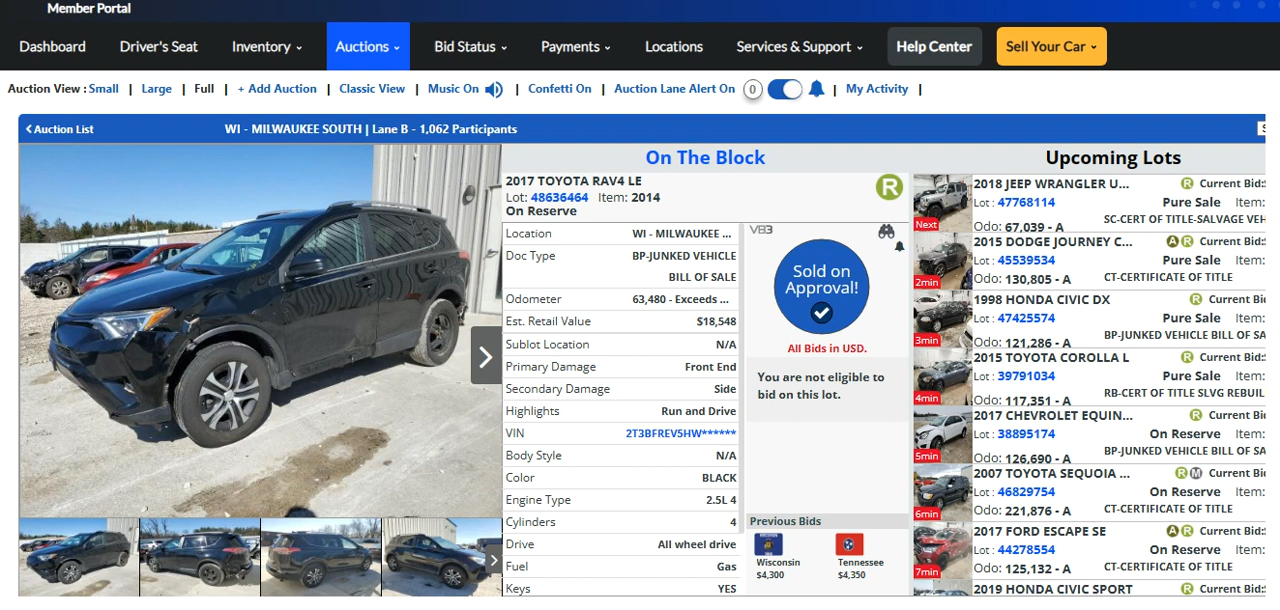 Member Portal
Dashboard Driver's Seat Inventory Auctions Bid Status Payments Locations Services & Support Help Center Sell Your Car
Auction View : Small | Large | Full | + Add Auction | Classic View | Music On | Confetti On | Auction Lane Alert On 0 | My Activity |
Auction List WI - MILWAUKEE SOUTH | Lane B - 1,062 Participants
On The Block
2017 TOYOTA RAV4 LE
Lot: 48636464 Item: 2014
On Reserve
R
Location WI - MILWAUKEE ...
Doc Type BP-JUNKED VEHICLE
BILL OF SALE
Odometer 63,480 - Exceeds ...
Est. Retail Value $18,548
Sublot Location N/A
Primary Damage Front End
Secondary Damage Side
Highlights Run and Drive
VIN 2T3BFREV5HW******
Body Style N/A
Color BLACK
Engine Type 2.5L 4
Cylinders 4
Drive All wheel drive
Fuel Gas
Keys YES
VB3
Sold on
Approval!
All Bids in USD.
You are not eligible to
bid on this lot.
Previous Bids
Wisconsin
$4,300
Tennessee
$4,350
Upcoming Lots
2018 JEEP WRANGLER U... R Current Bid:
Lot : 47768114 Pure Sale Item:
SC-CERT OF TITLE-SALVAGE VEH
Next Odo: 67,039 - A
2015 DODGE JOURNEY C... A R Current Bid:
Lot : 45539534 Pure Sale Item:
2min Odo: 130,805 - A CT-CERTIFICATE OF TITLE
1998 HONDA CIVIC DX R Current Bi
Lot : 47425574 Pure Sale Item:
3min Odo: 121,286 - A BP-JUNKED VEHICLE BILL OF SA
2015 TOYOTA COROLLA L R Current Bid:
Lot : 39791034 Pure Sale Item:
4min Odo: 117,351 - A RB-CERT OF TITLE SLVG REBUIL
2017 CHEVROLET EQUIN... R Current Bi
Lot : 38895174 On Reserve Item:
5min Odo: 126,690 - A BP-JUNKED VEHICLE BILL OF SA
2007 TOYOTA SEQUOIA ... R M Current Bi
Lot : 46829754 On Reserve Item:
6min Odo: 221,876 - A CT-CERTIFICATE OF TITLE
2017 FORD ESCAPE SE A R Current Bid:
Lot : 44278554 On Reserve Item:
7min Odo: 125,132 - A CT-CERTIFICATE OF TITLE
2019 HONDA CIVIC SPORT R Current Bid: